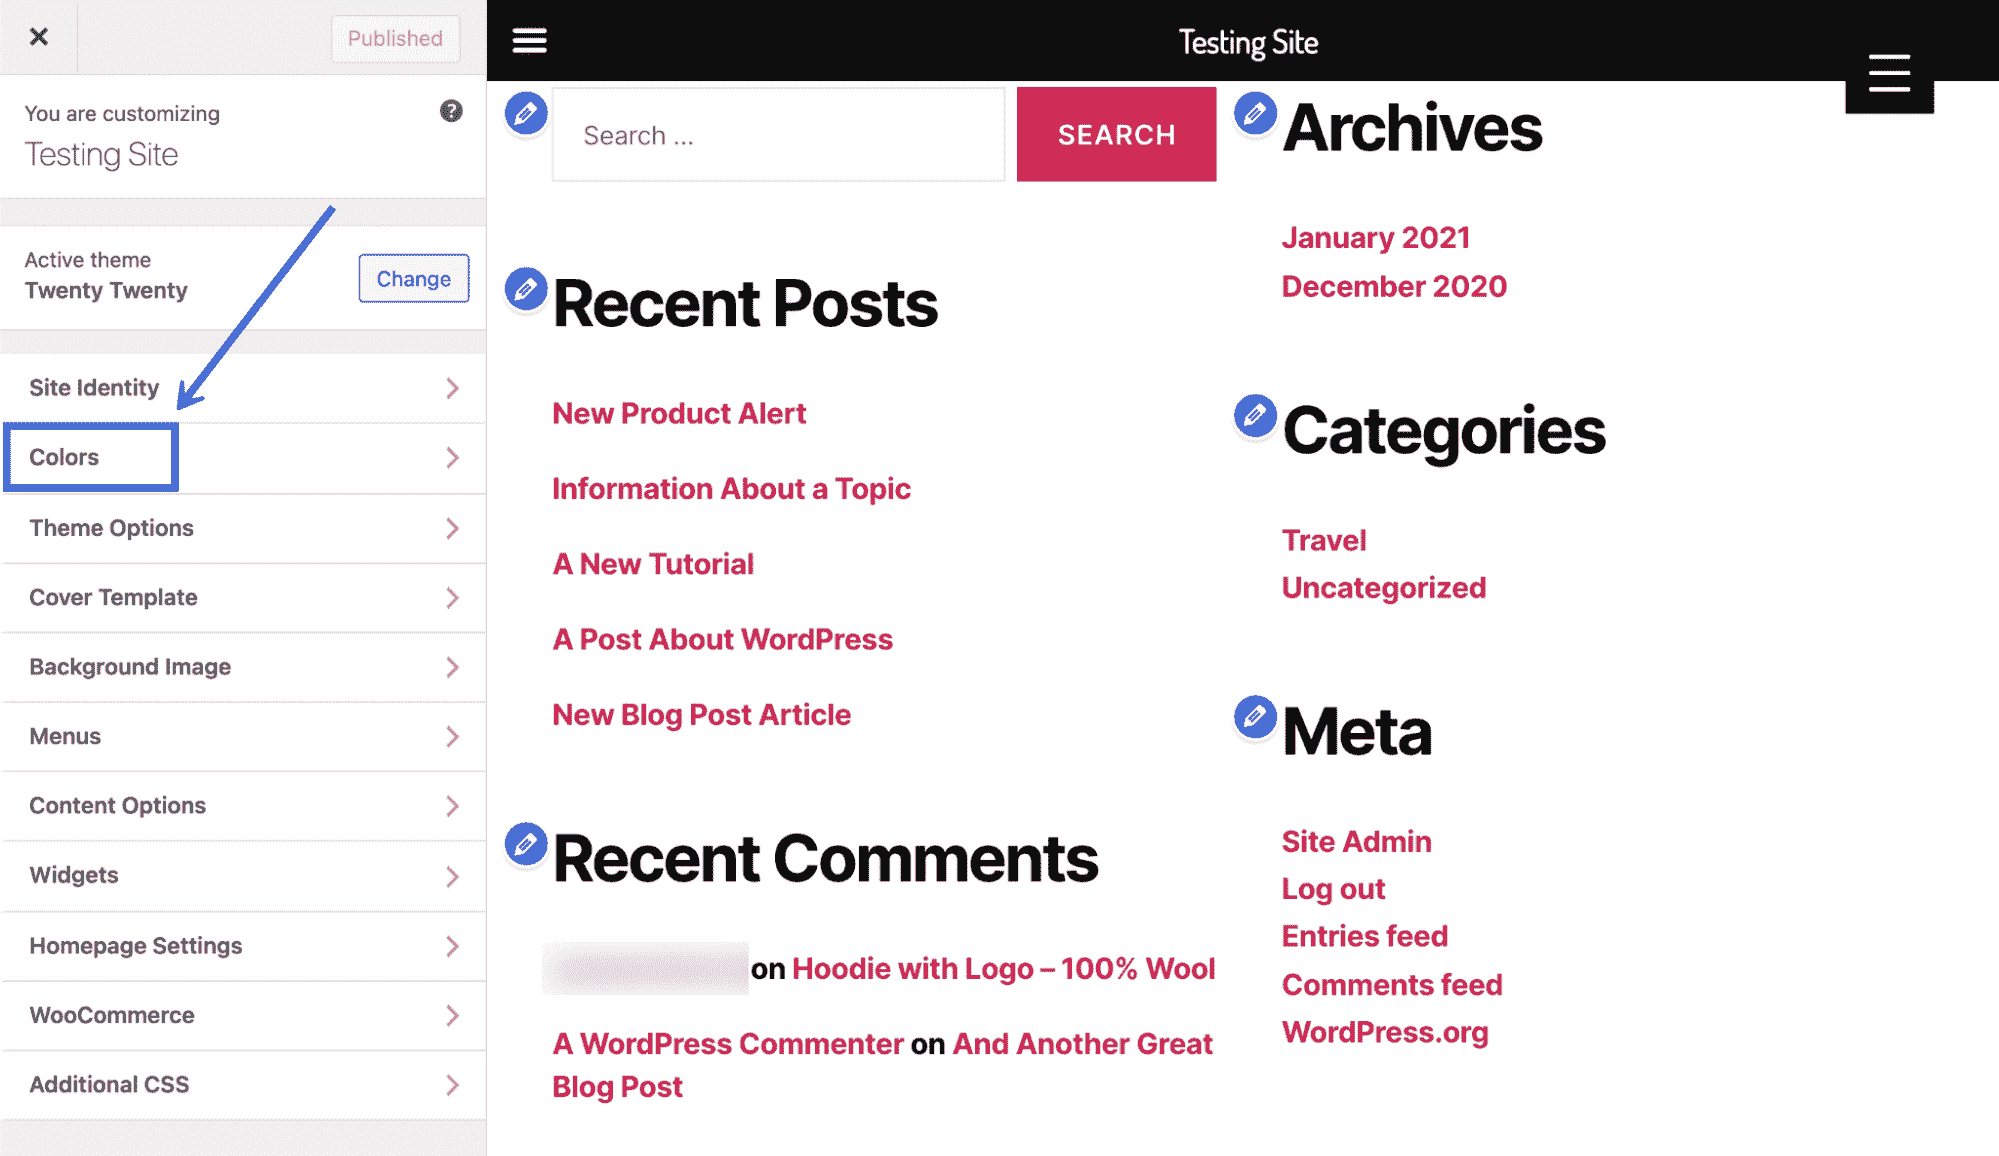 Published
You are customizing
Testing Site
Active theme
Twenty Twenty
Change
Site Identity
Colors
Theme Options
Cover Template
Background Image
Menus
Content Options
Widgets
Homepage Settings
WooCommerce
Additional CSS
Testing Site
Search ...
SEARCH
Recent Posts
New Product Alert
Information About a Topic
A New Tutorial
A Post About WordPress
New Blog Post Article
Recent Comments
on Hoodie with Logo – 100% Wool
A WordPress Commenter on And Another Great
Blog Post
Archives
January 2021
December 2020
Categories
Travel
Uncategorized
Meta
Site Admin
Log out
Entries feed
Comments feed
WordPress.org